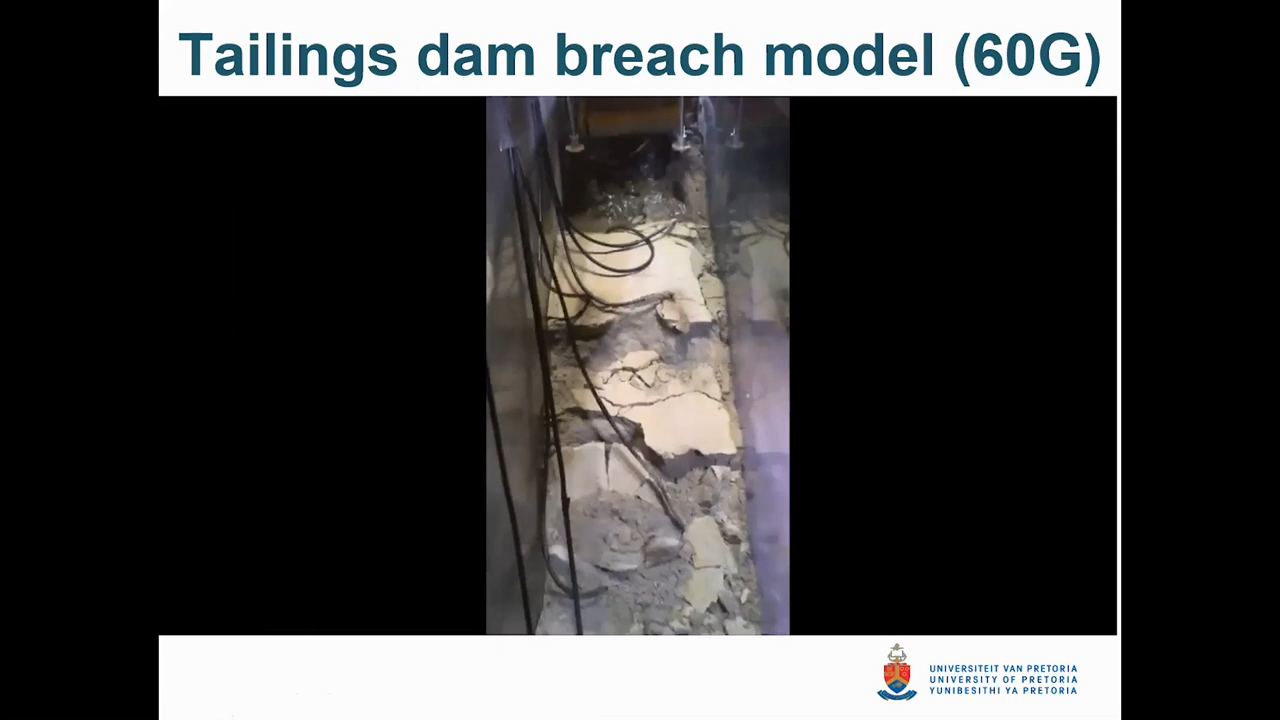 Tailings dam breach model (60G)
UNIVERSITEIT VAN PRETORIA
UNIVERSITY OF PRETORIA
YUNIBESITHI YA PRETORIA